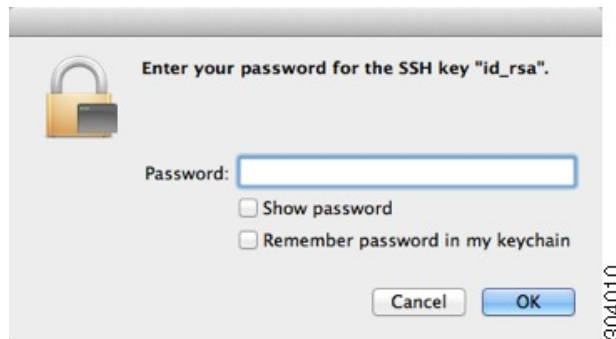 Enter your password for the SSH key "id_rsa".
Password:
Show password
Remember password in my keychain
Cancel
OK
304010